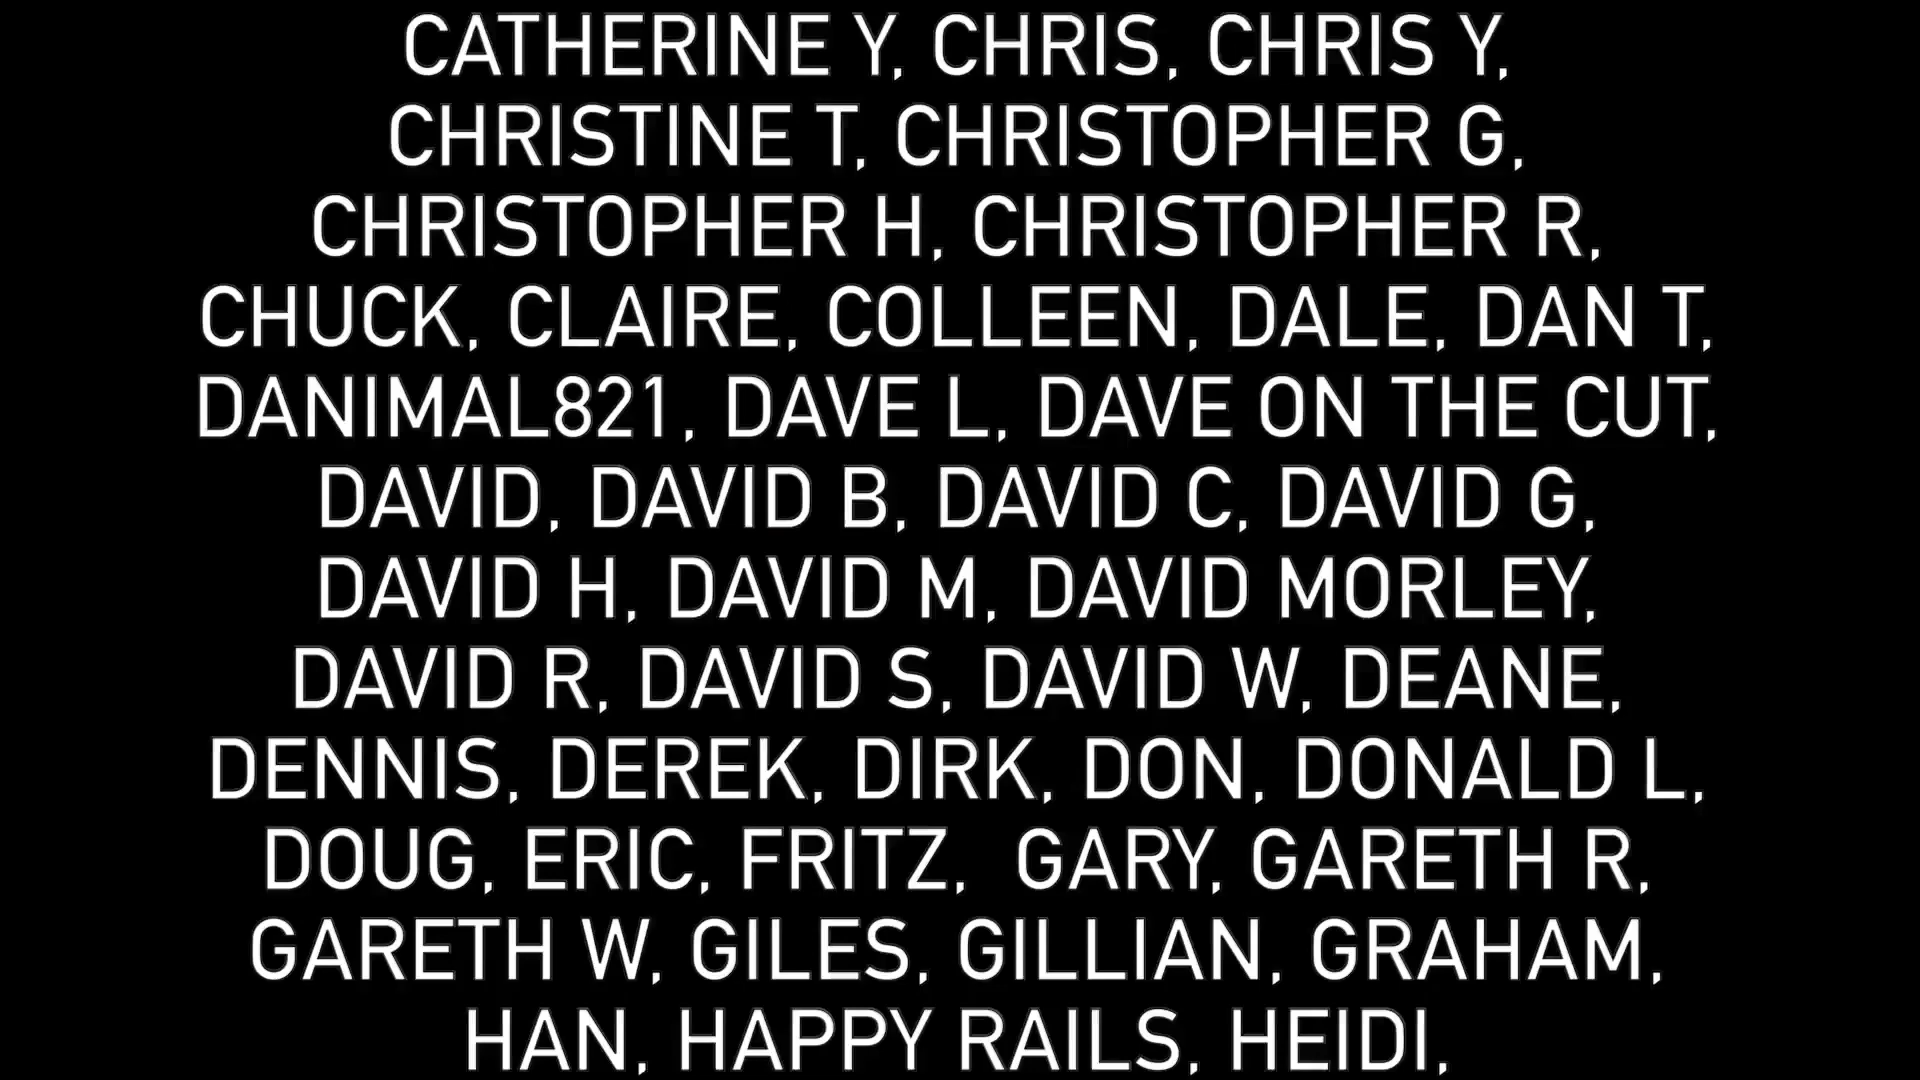 CATHERINE Y, CHRIS, CHRIS Y,
CHRISTINE T, CHRISTOPHER G,
CHRISTOPHER H, CHRISTOPHER R,
CHUCK, CLAIRE, COLLEEN, DALE, DAN T,
DANIMAL821, DAVE L, DAVE ON THE CUT,
DAVID, DAVID B, DAVID C, DAVID G,
DAVID H, DAVID M, DAVID MORLEY,
DAVID R, DAVID S, DAVID W, DEANE,
DENNIS, DEREK, DIRK, DON, DONALD L,
DOUG, ERIC, FRITZ,  GARY, GARETH R,
GARETH W, GILES, GILLIAN, GRAHAM,
HAN, HAPPY RAILS, HEIDI,